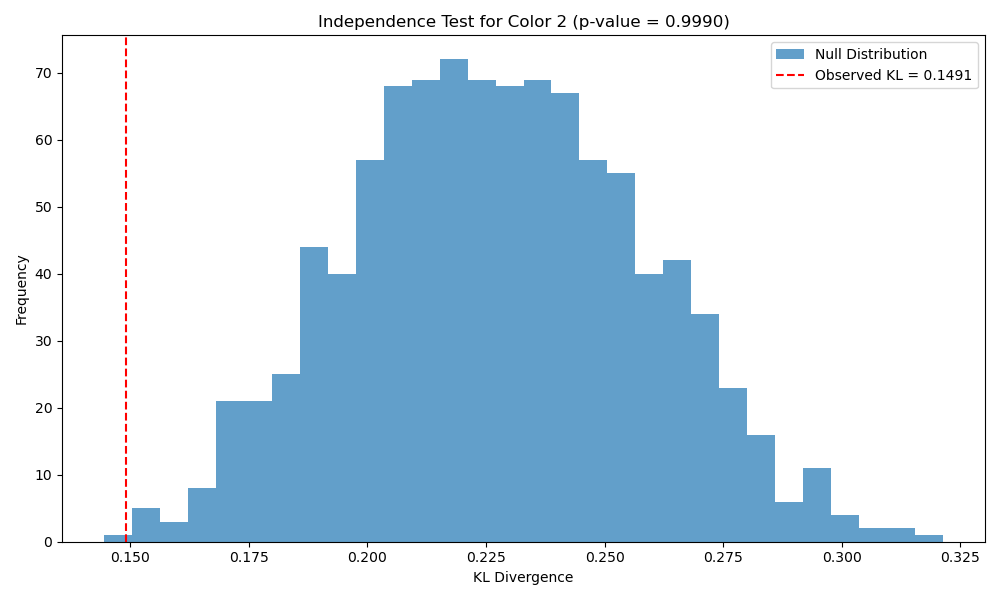 Independence Test for Color 2 (p-value = 0.9990)
Null Distribution
Observed KL = 0.1491
70
60
50
40
30
20
10
0
Frequency
0.150 0.175 0.200 0.225 0.250 0.275 0.300 0.325
KL Divergence